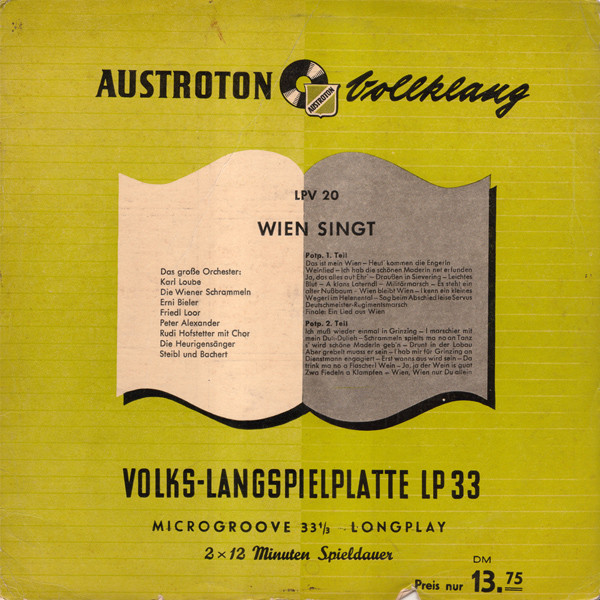 AUSTROTON Vollklang
AUSTROTON
LPV 20
WIEN SINGT
Das große Orchester:
Karl Loube
Die Wiener Schrammeln
Erni Bieler
Friedl Loor
Peter Alexander
Rudi Hofstetter mit Chor
Die Heurigensänger
Steibl und Bachert
Potp. 1. Teil
Das ist mein Wien – Heut' kommen die Engerln
Weinlied – Ich hab die schönen Maderln net erfunden
Ja, das alles auf Ehr' – Draußen in Sievering – Leichtes
Blut – A klans Laterndl – Militärmarsch – Es steht ein
alter Nußbaum – Wien bleibt Wien – I kenn ein kleines
Wegerl im Helenental – Sag beim Abschied leise Servus
Deutschmeister-Rugimentsmarsch
Finale: Ein Lied aus Wien
Potp. 2. Teil
Ich muß wieder einmal in Grinzing – I marschier mit
mein Duli-Dulieh – Schrammeln spielts ma no an Tanz
s' wird schöne Maderln geb'n – Drunt in der Lobau
Aber grebelt muass er sein – I hab mir für Grinzing an
Dienstmann engagiert – Erst wanns aus wird sein – Da
trink ma no a Flascherl Wein – Ja, ja der Wein is guat
Zwa Fiedeln a Klampfen – Wien, Wien nur Du allein
VOLKS-LANGSPIELPLATTE LP 33
MICROGROOVE 33 1/3 - LONGPLAY
2 × 12 Minuten Spieldauer
DM
Preis nur 13.75